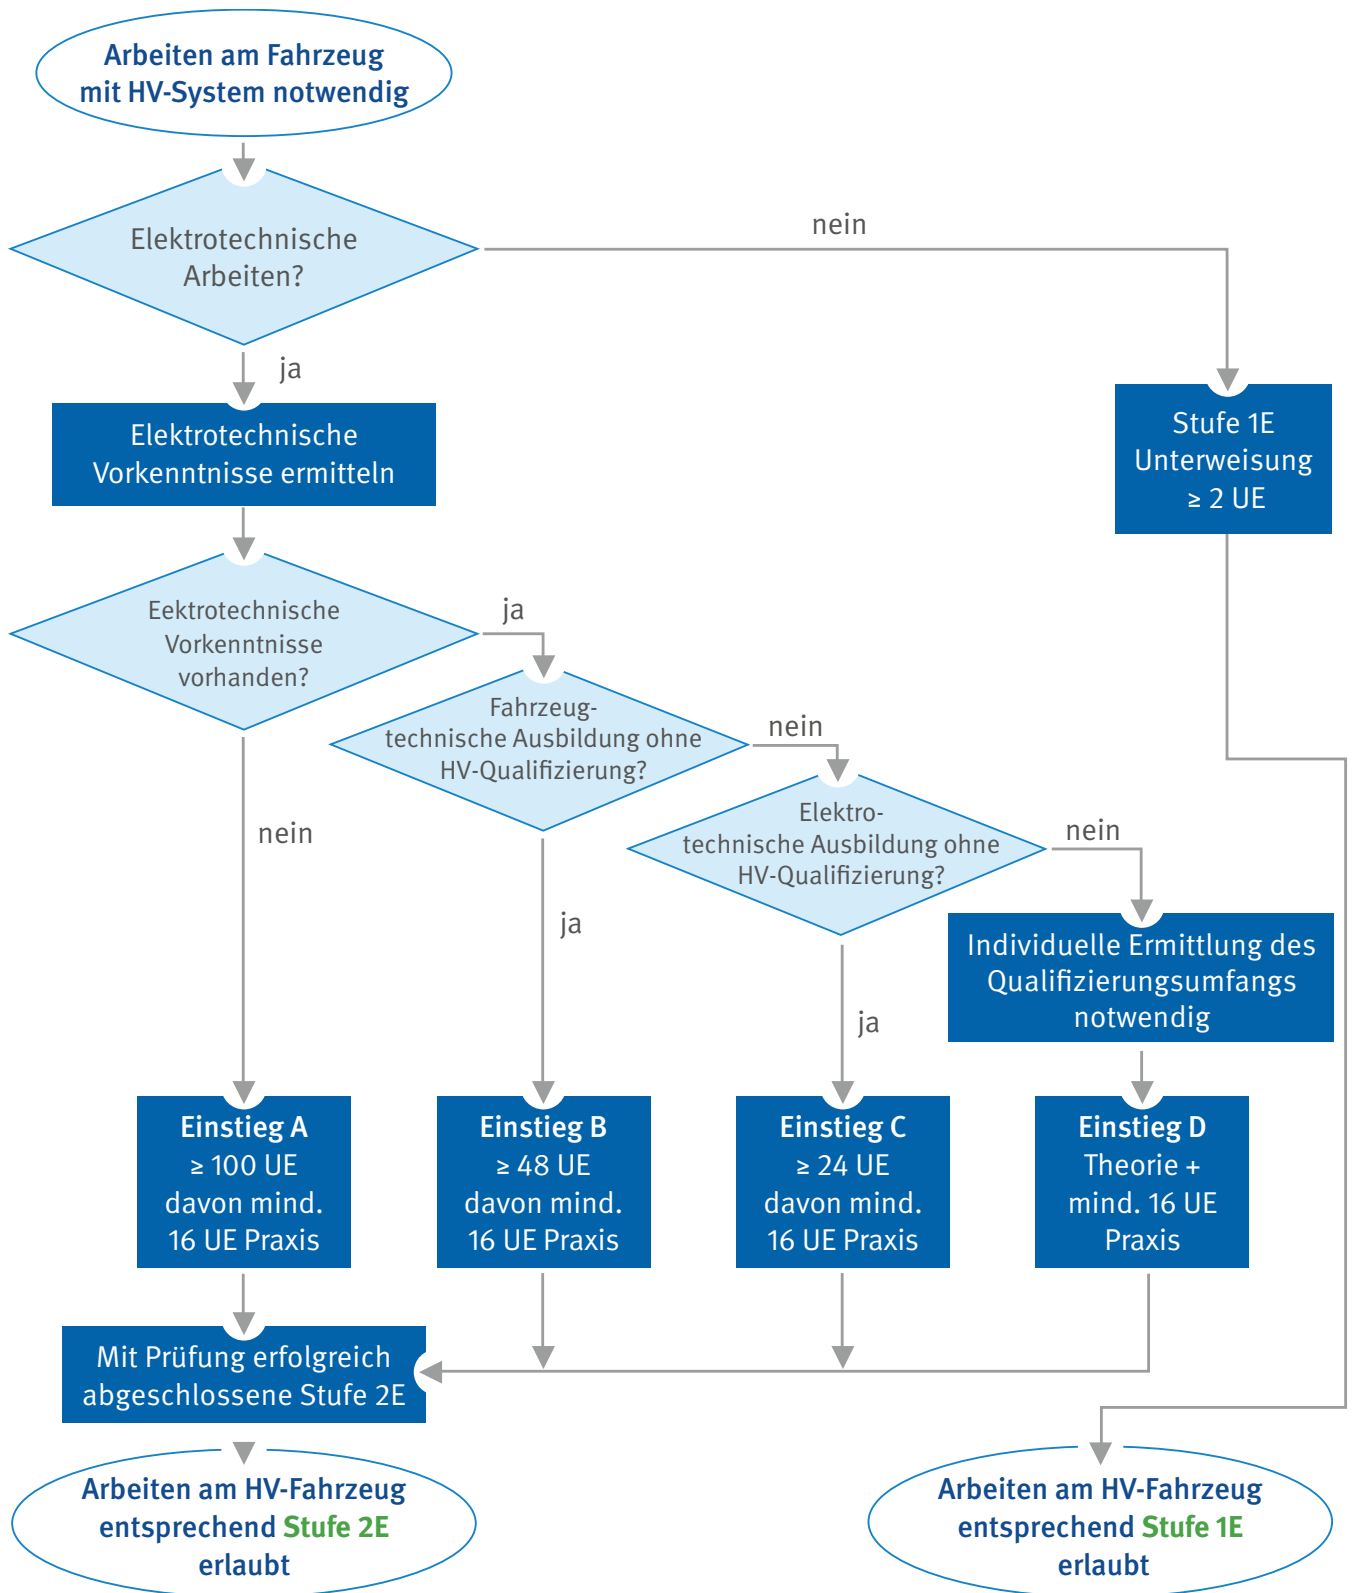 Arbeiten am Fahrzeug
mit HV-System notwendig
Elektrotechnische
Arbeiten?
nein
ja
Elektrotechnische
Vorkenntnisse ermitteln
Stufe 1E
Unterweisung
≥ 2 UE
Eektrotechnische
Vorkenntnisse
vorhanden?
ja
Fahrzeug-
technische Ausbildung ohne
HV-Qualifizierung?
nein
Elektro-
technische Ausbildung ohne
HV-Qualifizierung?
nein
nein
ja
ja
Individuelle Ermittlung des
Qualifizierungsumfangs
notwendig
Einstieg A
≥ 100 UE
davon mind.
16 UE Praxis
Einstieg B
≥ 48 UE
davon mind.
16 UE Praxis
Einstieg C
≥ 24 UE
davon mind.
16 UE Praxis
Einstieg D
Theorie +
mind. 16 UE
Praxis
Mit Prüfung erfolgreich
abgeschlossene Stufe 2E
Arbeiten am HV-Fahrzeug
entsprechend Stufe 2E
erlaubt
Arbeiten am HV-Fahrzeug
entsprechend Stufe 1E
erlaubt